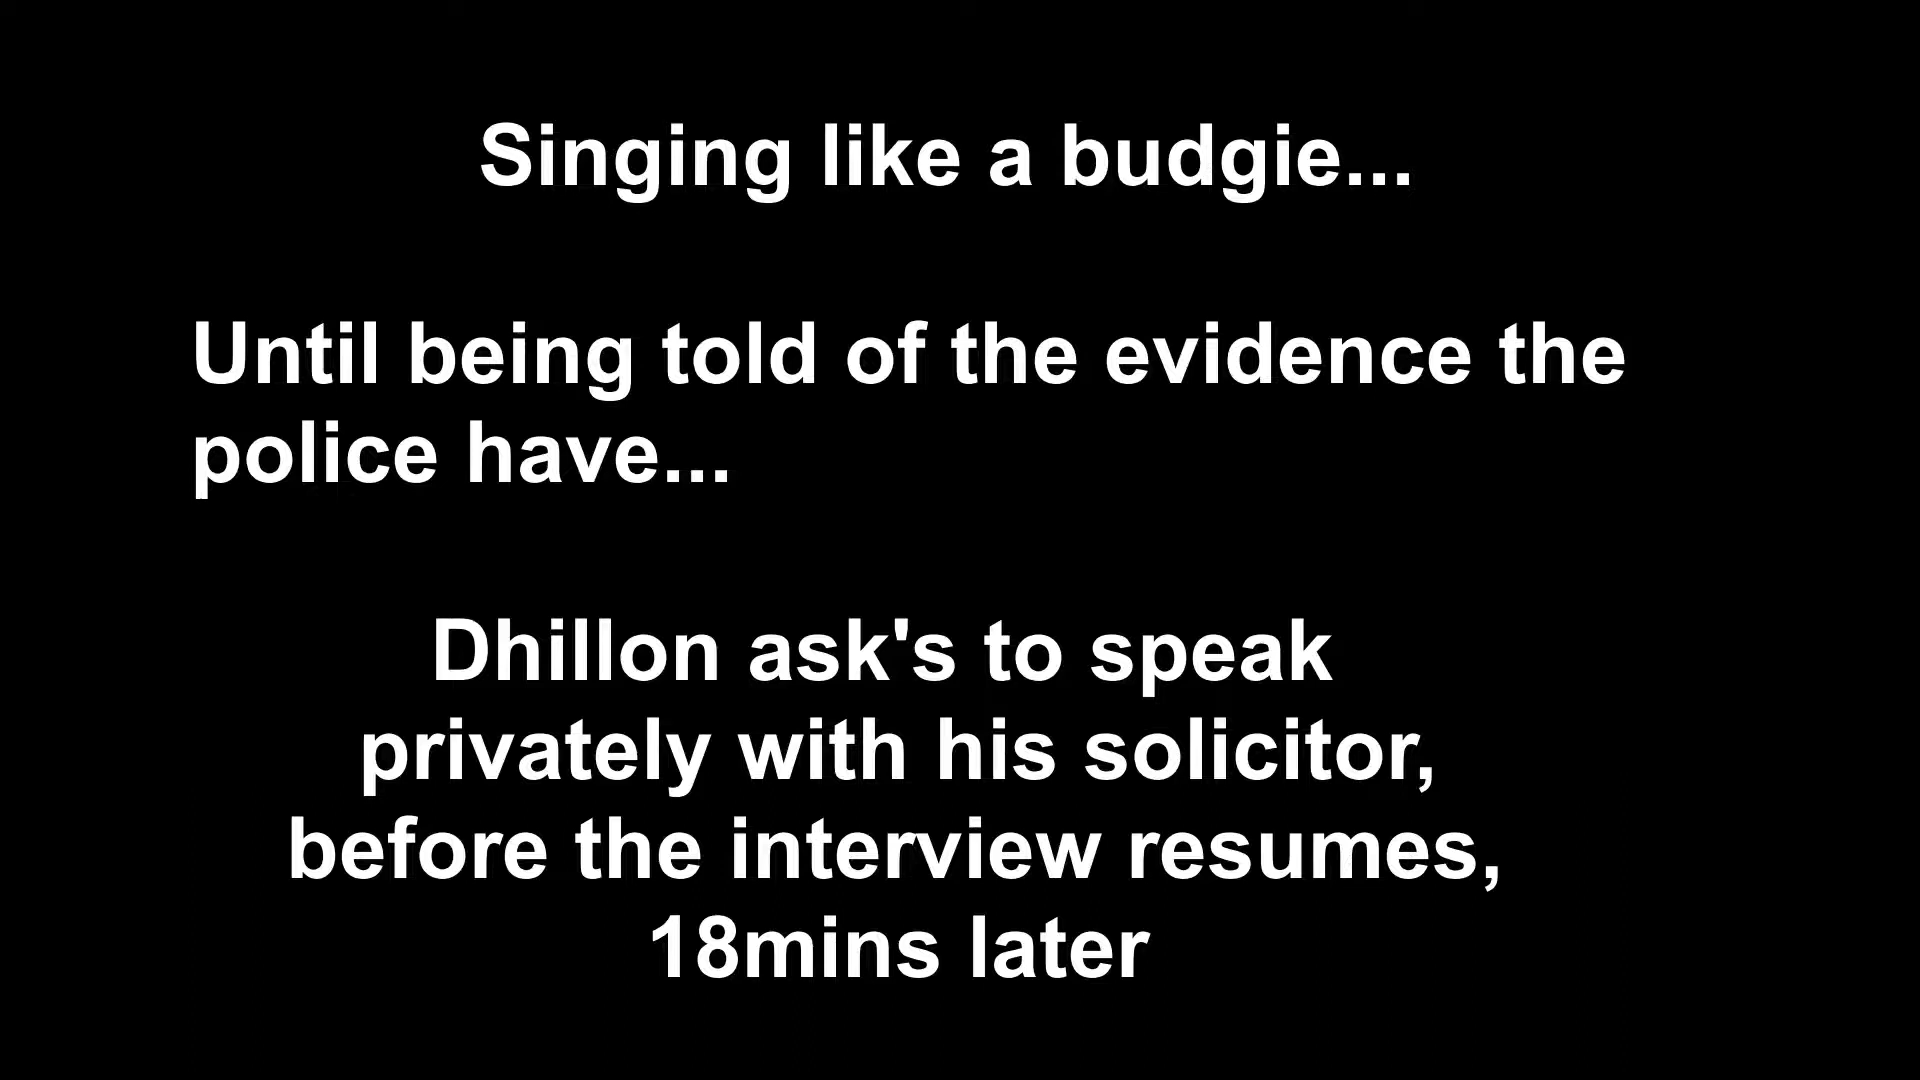 Singing like a budgie...
Until being told of the evidence the
police have...
Dhillon ask's to speak
privately with his solicitor,
before the interview resumes,
18mins later